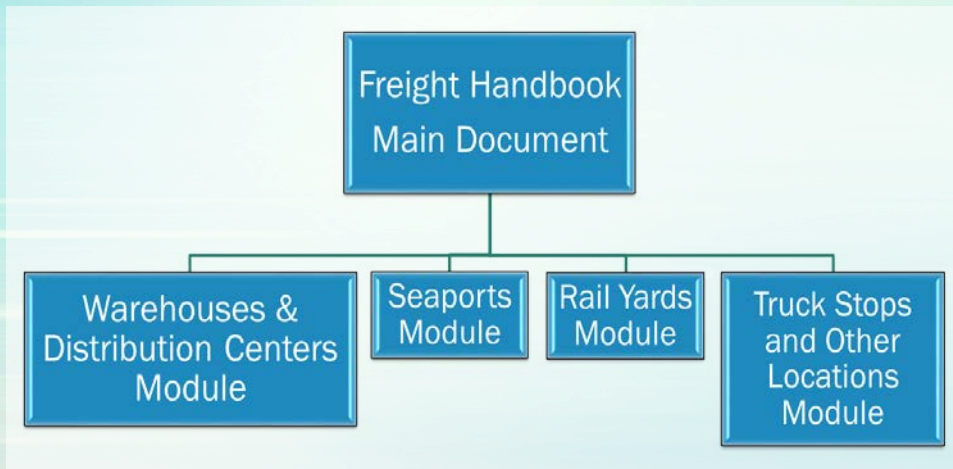 Freight Handbook
Main Document
Warehouses &
Distribution Centers
Module
Seaports
Module
Rail Yards
Module
Truck Stops
and Other
Locations
Module